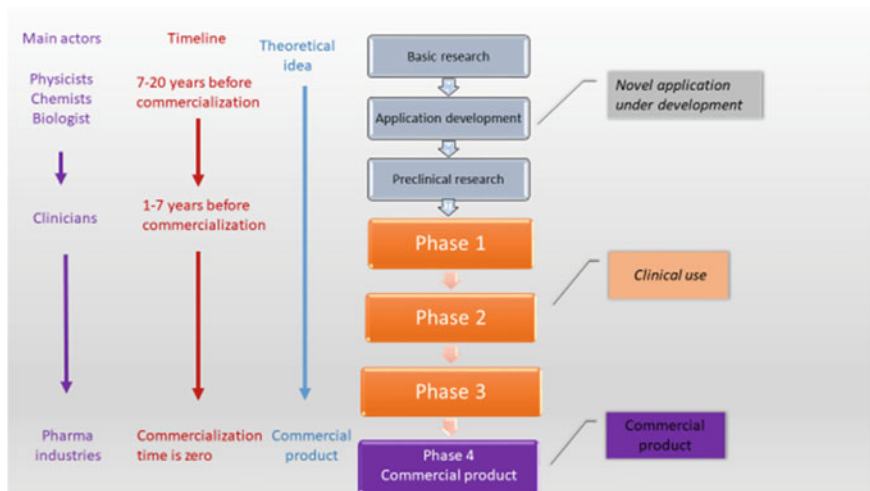 Main actors
Physicists
Chemists
Biologist
Clinicians
Pharma
industries
Timeline
7-20 years before
commercialization
1-7 years before
commercialization
Commercialization
time is zero
Theoretical
idea
Commercial
product
Basic research
Application development
Preclinical research
Phase 1
Phase 2
Phase 3
Phase 4
Commercial product
Novel application
under development
Clinical use
Commercial
product